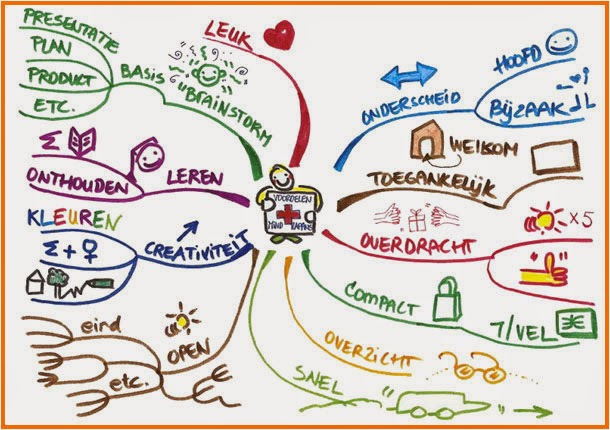 PRESENTATIE
PLAN
PRODUCT
ETC.
BASIS
BRAINSTORM
LEUK
HOOFD
BIJZAAK
ONDERSCHEID
WELKOM
TOEGANKELIJK
VOORDELEN
MIND
Σ
ONTHOUDEN
LEREN
KLEUREN
Σ + ♀
CREATIVITEIT
OVERDRACHT
x5
COMPACT
1/VEL
eind
etc.
OPEN
OVERZICHT
SNEL